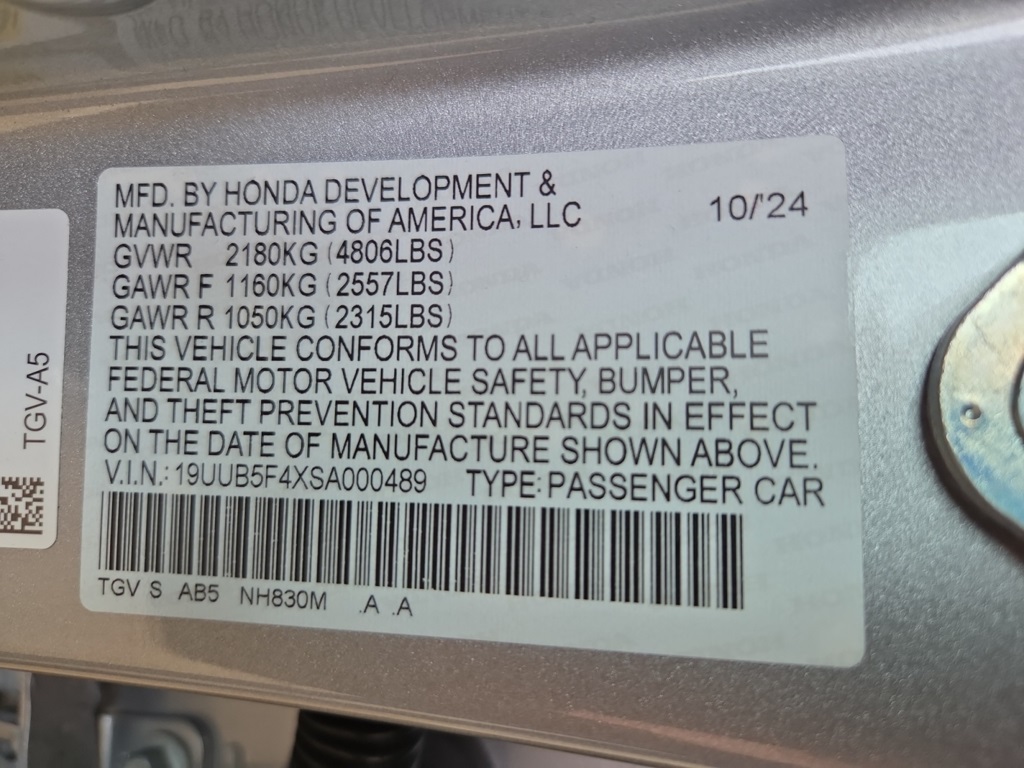 MFD. BY HONDA DEVELOPMENT &
MANUFACTURING OF AMERICA, LLC
10/'24
GVWR 2180KG (4806LBS)
GAWR F 1160KG (2557LBS)
GAWR R 1050KG (2315LBS)
THIS VEHICLE CONFORMS TO ALL APPLICABLE
FEDERAL MOTOR VEHICLE SAFETY, BUMPER,
AND THEFT PREVENTION STANDARDS IN EFFECT
ON THE DATE OF MANUFACTURE SHOWN ABOVE.
V.I.N.: 19UUB5F4XSA000489 TYPE: PASSENGER CAR
TGV S AB5 NH830M .A .A
TGV-A5